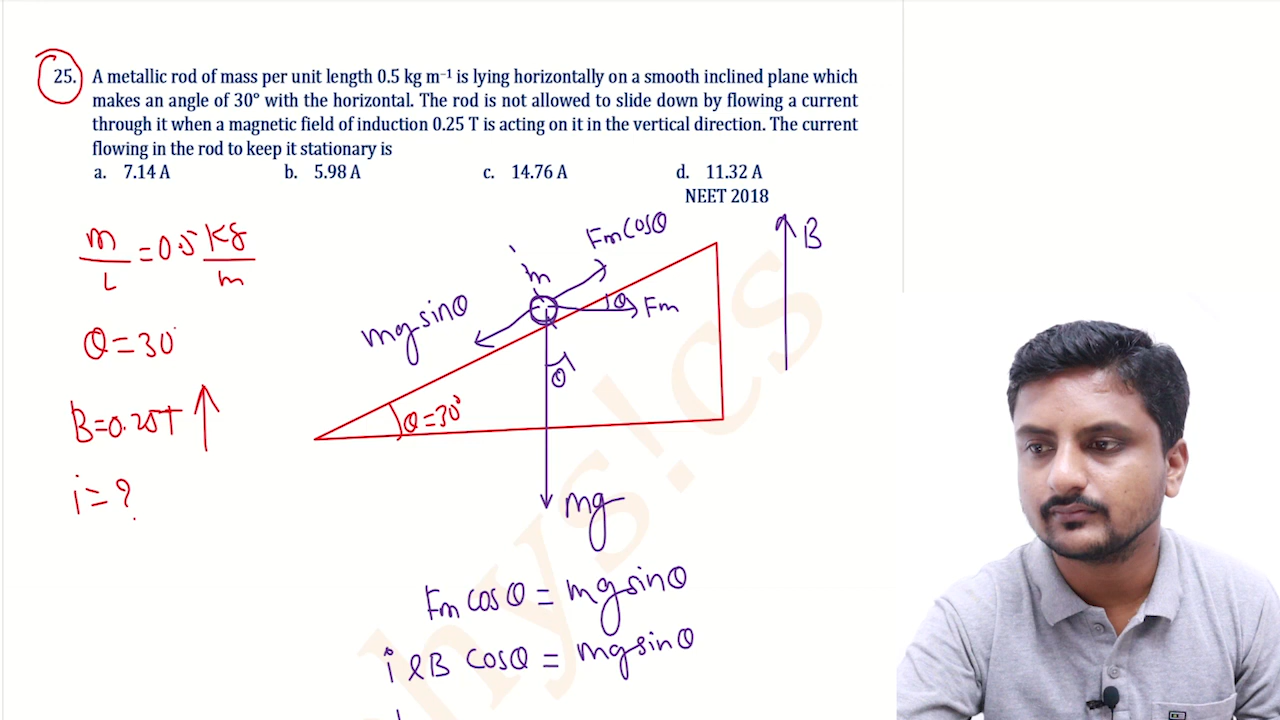 25. A metallic rod of mass per unit length 0.5 kg m⁻¹ is lying horizontally on a smooth inclined plane which
makes an angle of 30° with the horizontal. The rod is not allowed to slide down by flowing a current
through it when a magnetic field of induction 0.25 T is acting on it in the vertical direction. The current
flowing in the rod to keep it stationary is
a. 7.14 A b. 5.98 A c. 14.76 A d. 11.32 A
NEET 2018
m/L = 0.5 kg/m
θ = 30°
B = 0.25T ↑
i = ?
i
m
Fm cosθ
B
mg sinθ
θ
Fm
θ
θ = 30°
mg
Fm cosθ = mg sinθ
i l B cosθ = mg sinθ
hys!cs